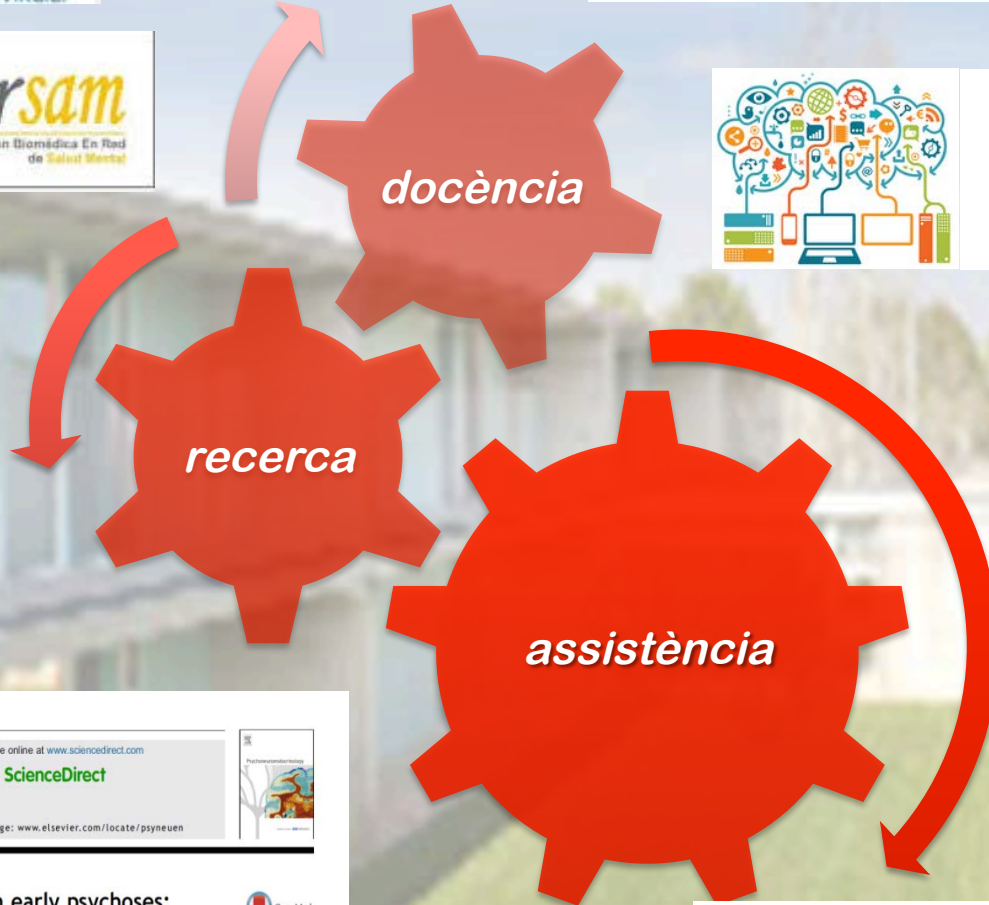 rsam
n Biomédica En Red
de Salud Mental
docència
recerca
assistència
e online at www.sciencedirect.com
ScienceDirect
Psychoneuroendocrinology
ge: www.elsevier.com/locate/psyneuen
early psychoses: